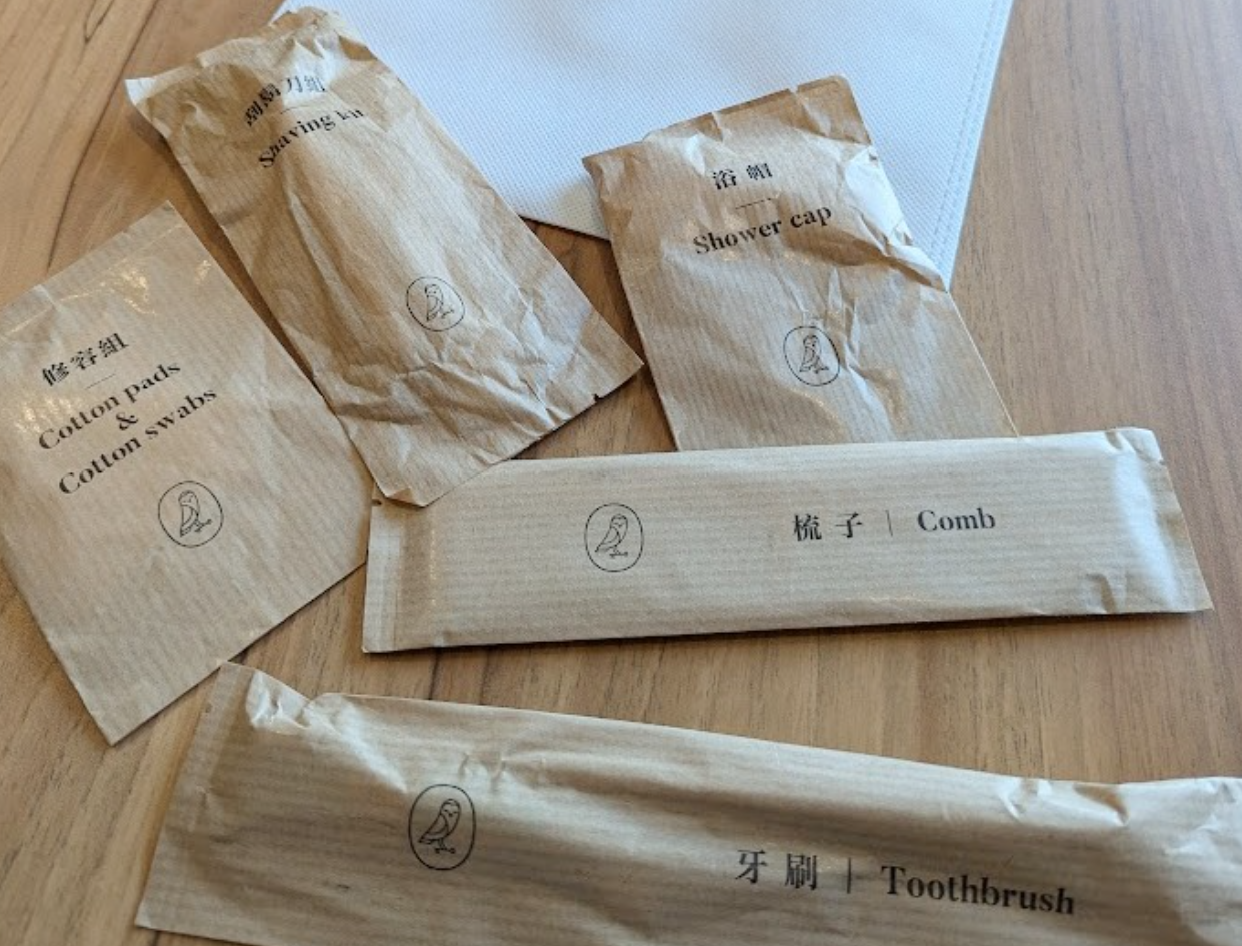 刮鬍刀組
Shaving kit
浴帽
Shower cap
修容組
Cotton pads
&
Cotton swabs
梳子 | Comb
牙刷 | Toothbrush